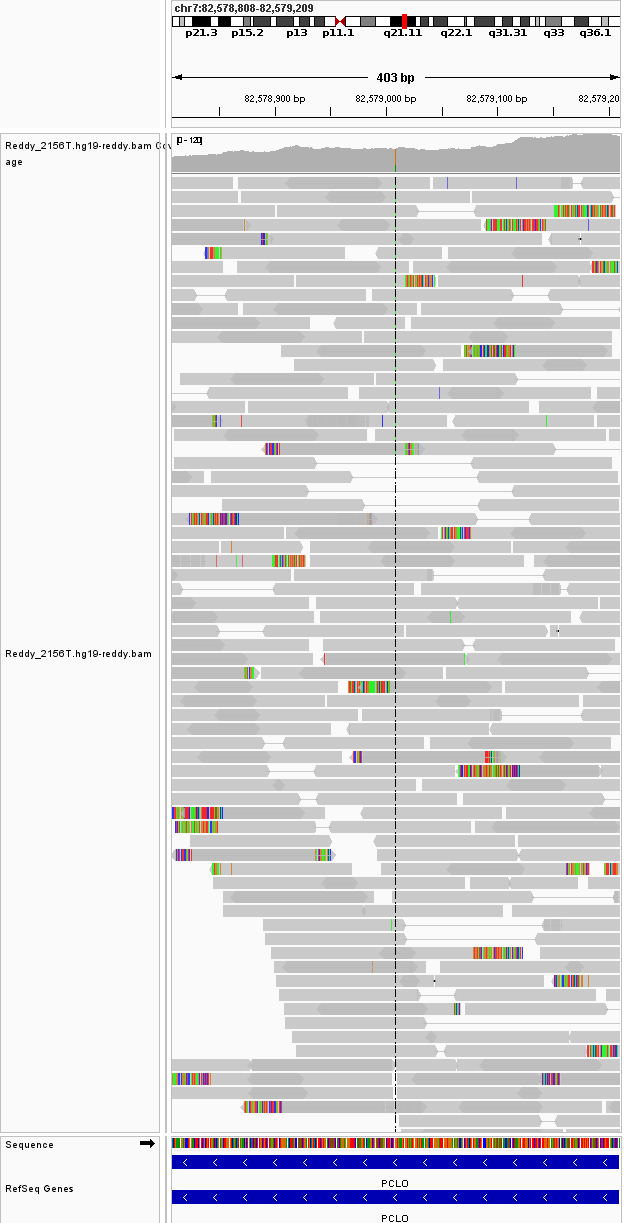 chr7:82,578,808-82,579,209
p21.3 p15.2 p13 p11.1 q21.11 q22.1 q31.31 q33 q36.1
403 bp
82,578,900 bp 82,579,000 bp 82,579,100 bp 82,579,20
Reddy_2156T.hg19-reddy.bam Cov
age
[0 - 120]
Reddy_2156T.hg19-reddy.bam
Sequence
RefSeq Genes
PCLO
PCLO